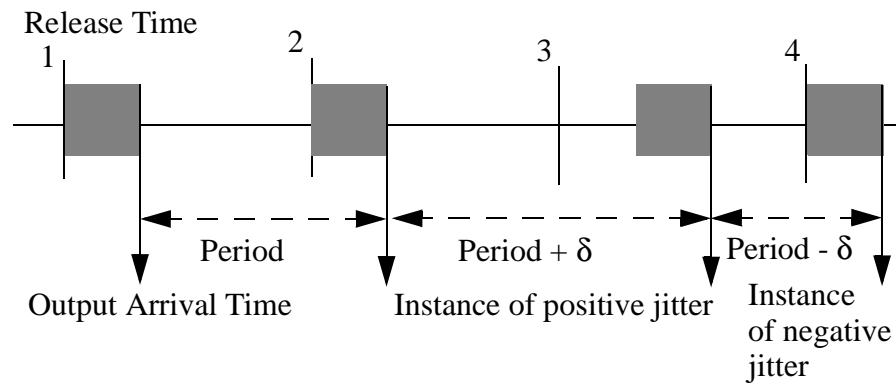 Release Time
1
2
3
4
Period
Period + δ
Period - δ
Output Arrival Time
Instance of positive jitter
Instance
of negative
jitter